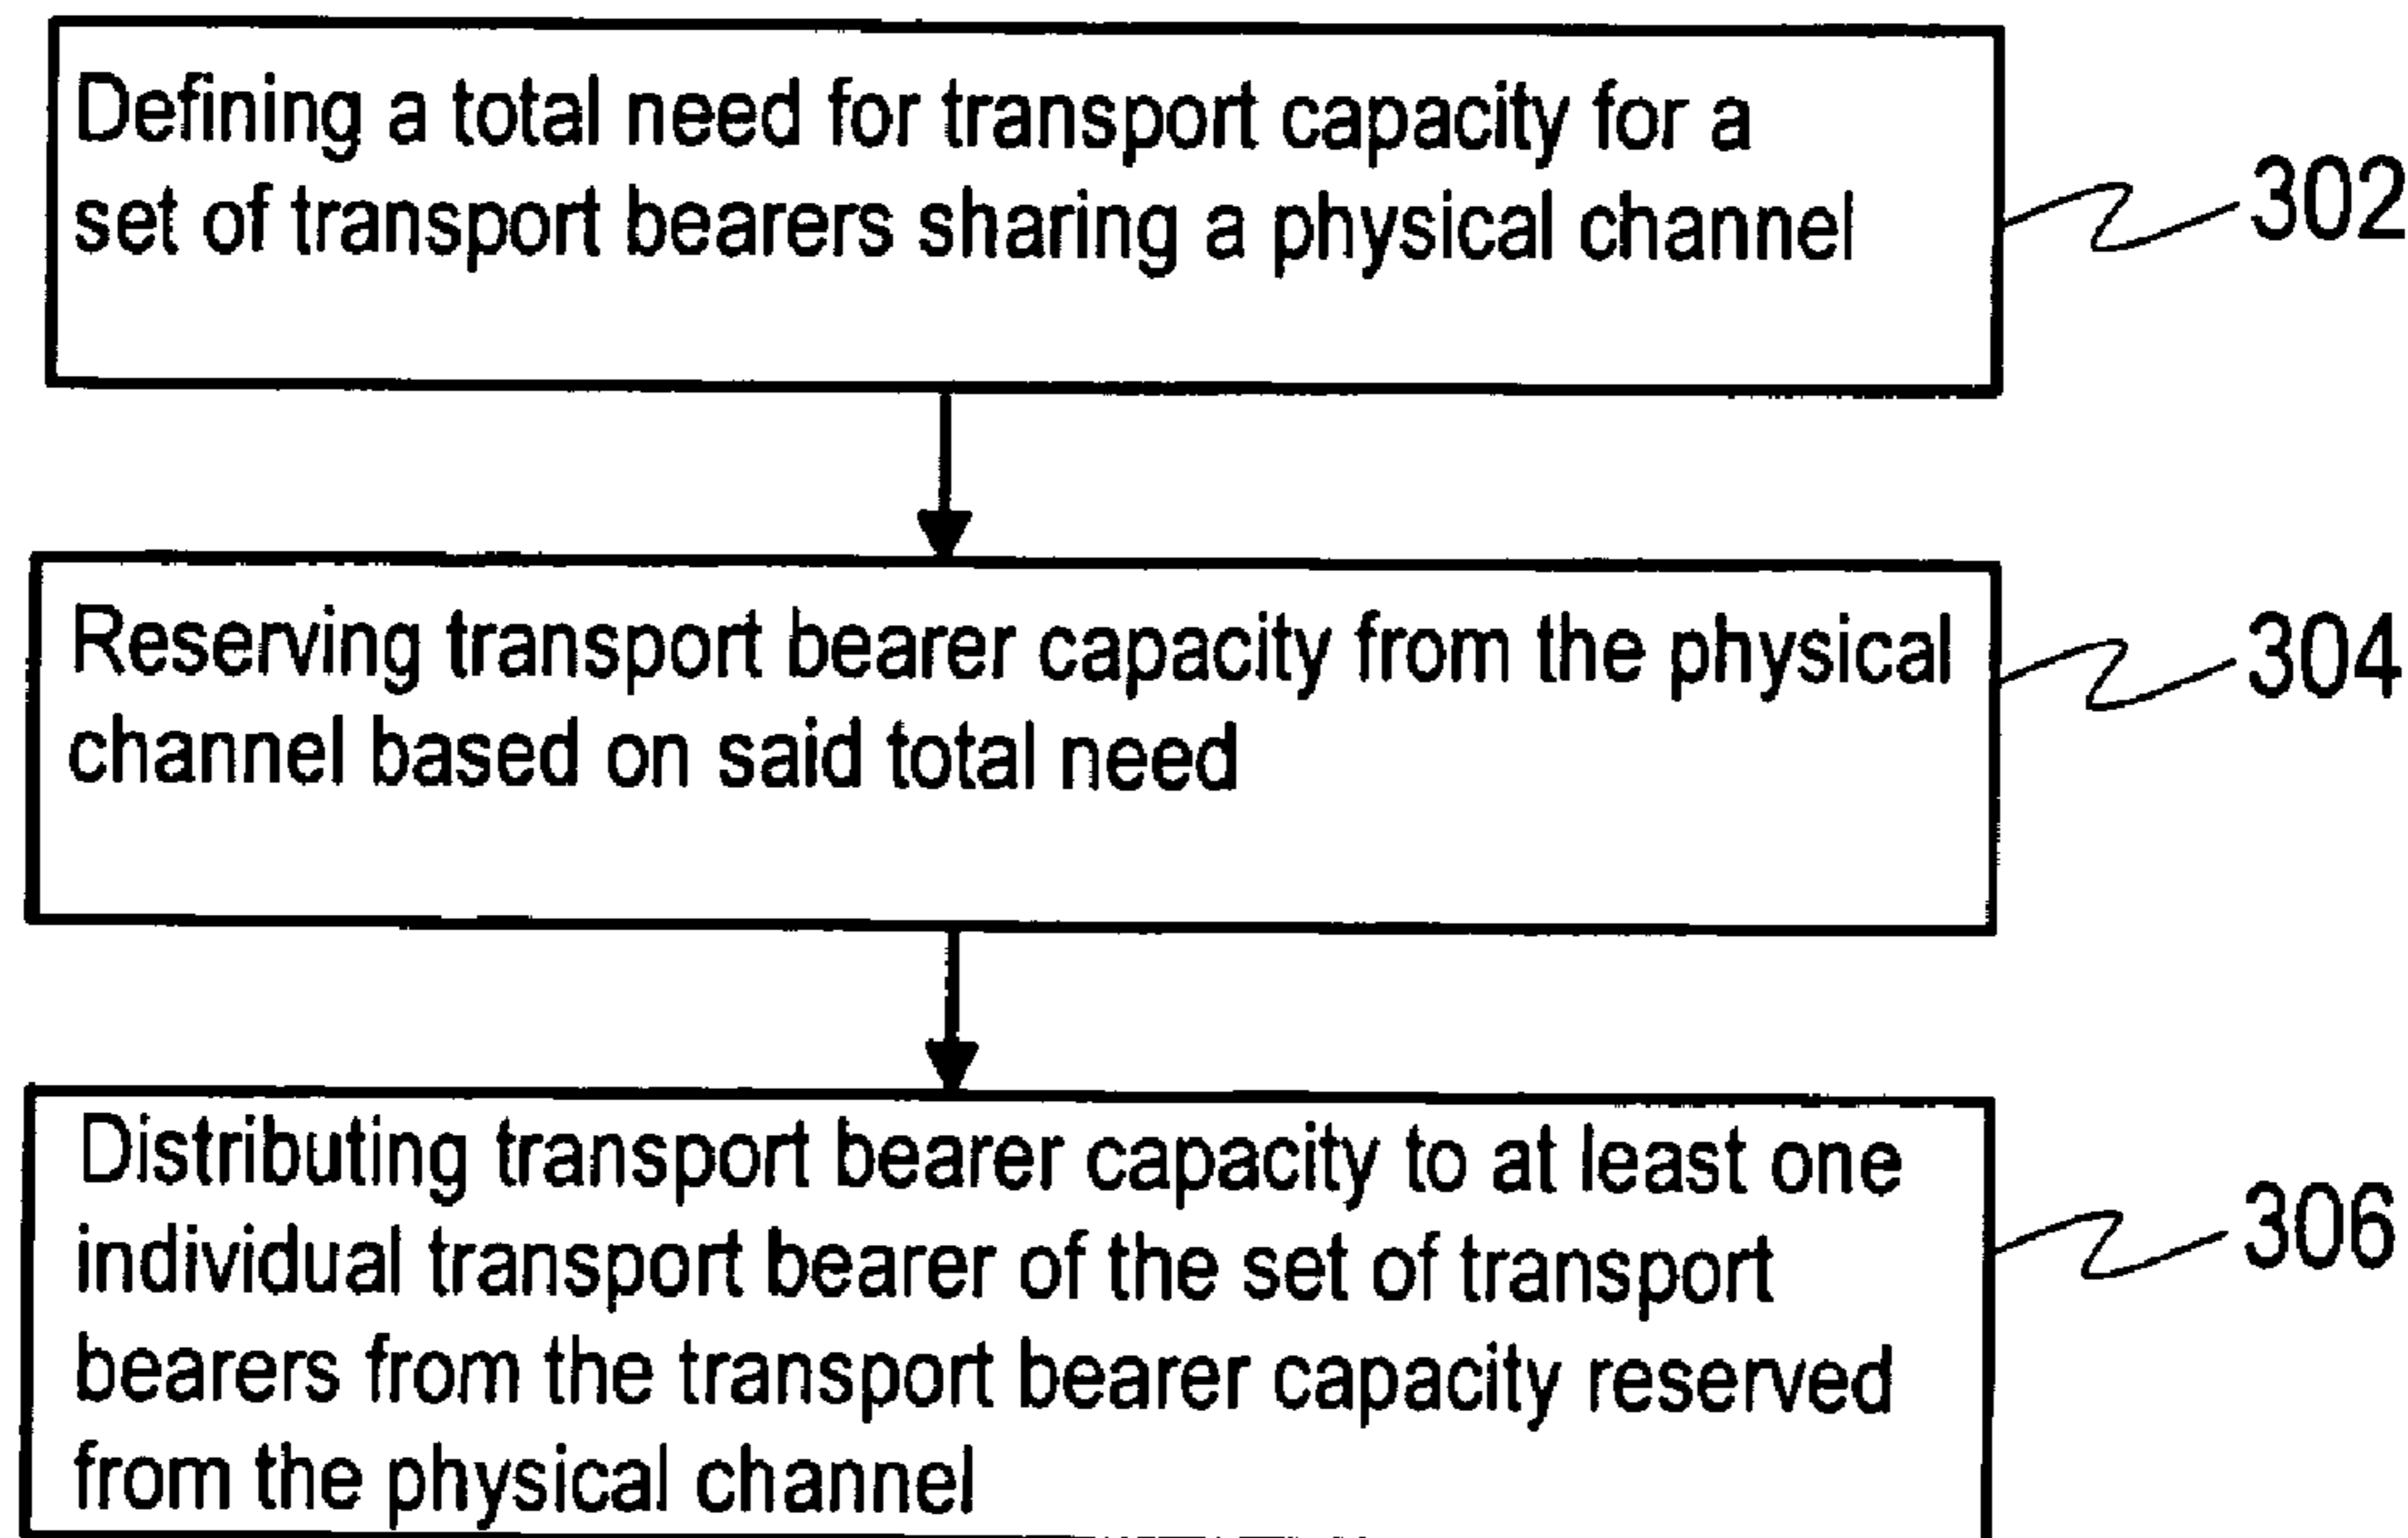 Defining a total need for transport capacity for a
set of transport bearers sharing a physical channel
302
Reserving transport bearer capacity from the physical
channel based on said total need
304
Distributing transport bearer capacity to at least one
individual transport bearer of the set of transport
bearers from the transport bearer capacity reserved
from the physical channel
306